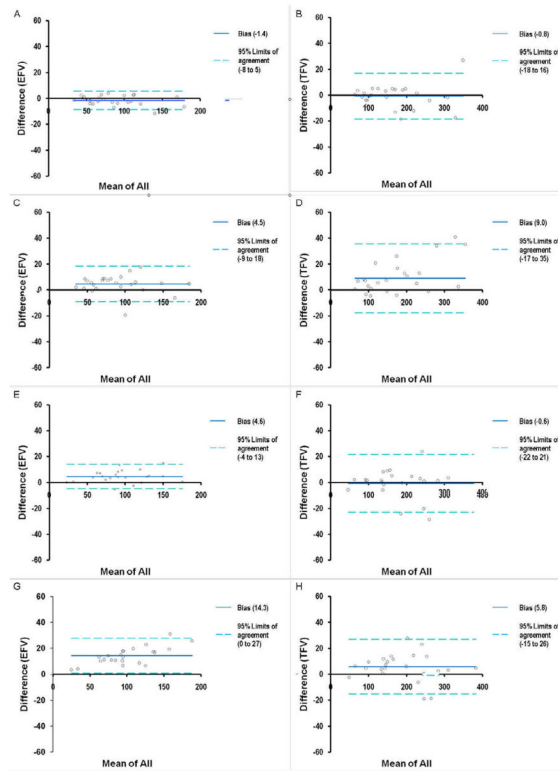 A
Difference (EFV)
60
40
20
0
-20
-40
-60
0
50
100
150
200
Mean of All
Bias (-1.4)
95% Limits of
agreement
(-8 to 5)
B
Difference (TFV)
60
40
20
0
-20
-40
-60
0
100
200
300
400
Mean of All
Bias (-0.8)
95% Limits of
agreement
(-18 to 16)
C
Difference (EFV)
60
40
20
0
-20
-40
-60
0
50
100
150
200
Mean of All
Bias (4.5)
95% Limits of
agreement
(-9 to 18)
D
Difference (TFV)
60
40
20
0
-20
-40
-60
0
100
200
300
400
Mean of All
Bias (9.0)
95% Limits of
agreement
(-17 to 35)
E
Difference (EFV)
60
40
20
0
-20
-40
-60
0
50
100
150
200
Mean of All
Bias (4.6)
95% Limits of
agreement
(-4 to 13)
F
Difference (TFV)
60
40
20
0
-20
-40
-60
0
100
200
300
Mean of All
Bias (-0.6)
95% Limits of
agreement
(-22 to 21)
G
Difference (EFV)
60
40
20
0
-20
-40
-60
0
50
100
150
200
Mean of All
Bias (14.3)
95% Limits of
agreement
(0 to 27)
H
Difference (TFV)
60
40
20
0
-20
-40
-60
0
100
200
300
400
Mean of All
Bias (5.8)
95% Limits of
agreement
(-15 to 26)